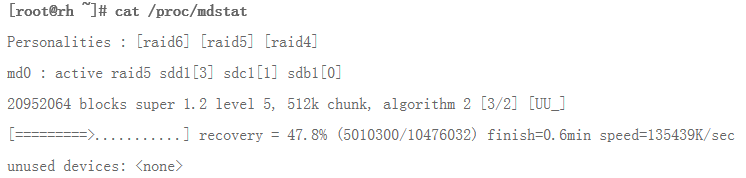 [root@rh ~]# cat /proc/mdstat
Personalities : [raid6] [raid5] [raid4]
md0 : active raid5 sdd1[3] sdc1[1] sdb1[0]
20952064 blocks super 1.2 level 5, 512k chunk, algorithm 2 [3/2] [UU_]
[=========>...........] recovery = 47.8% (5010300/10476032) finish=0.6min speed=135439K/sec
unused devices: <none>